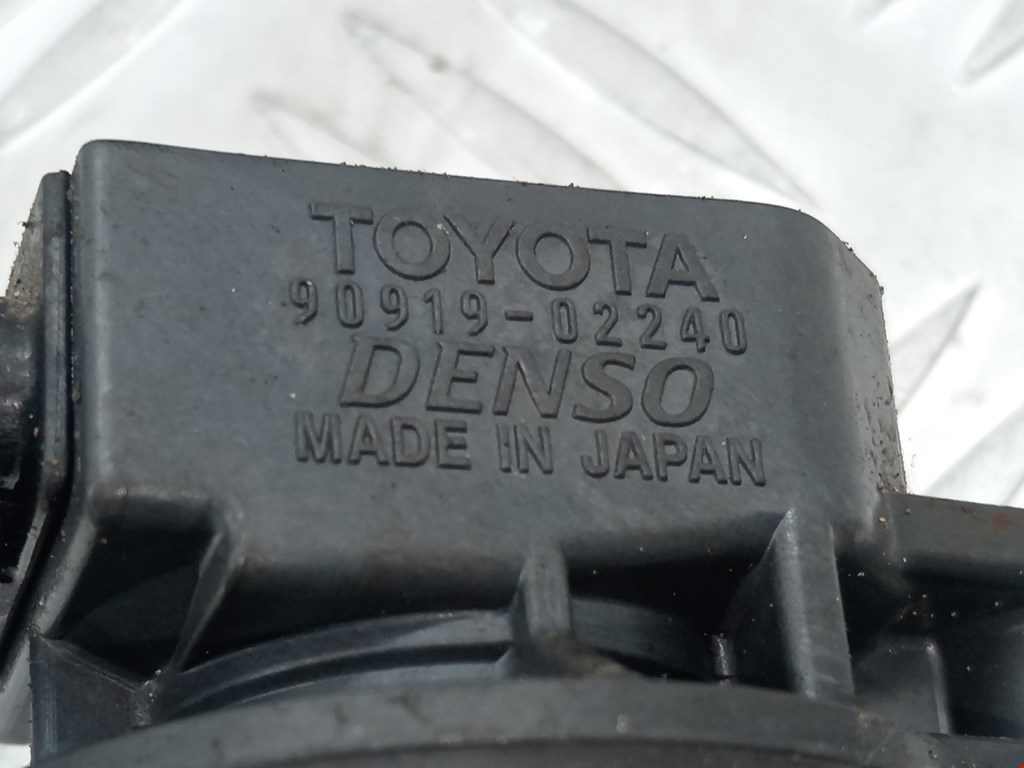 TOYOTA
90919-02240
DENSO
MADE IN JAPAN